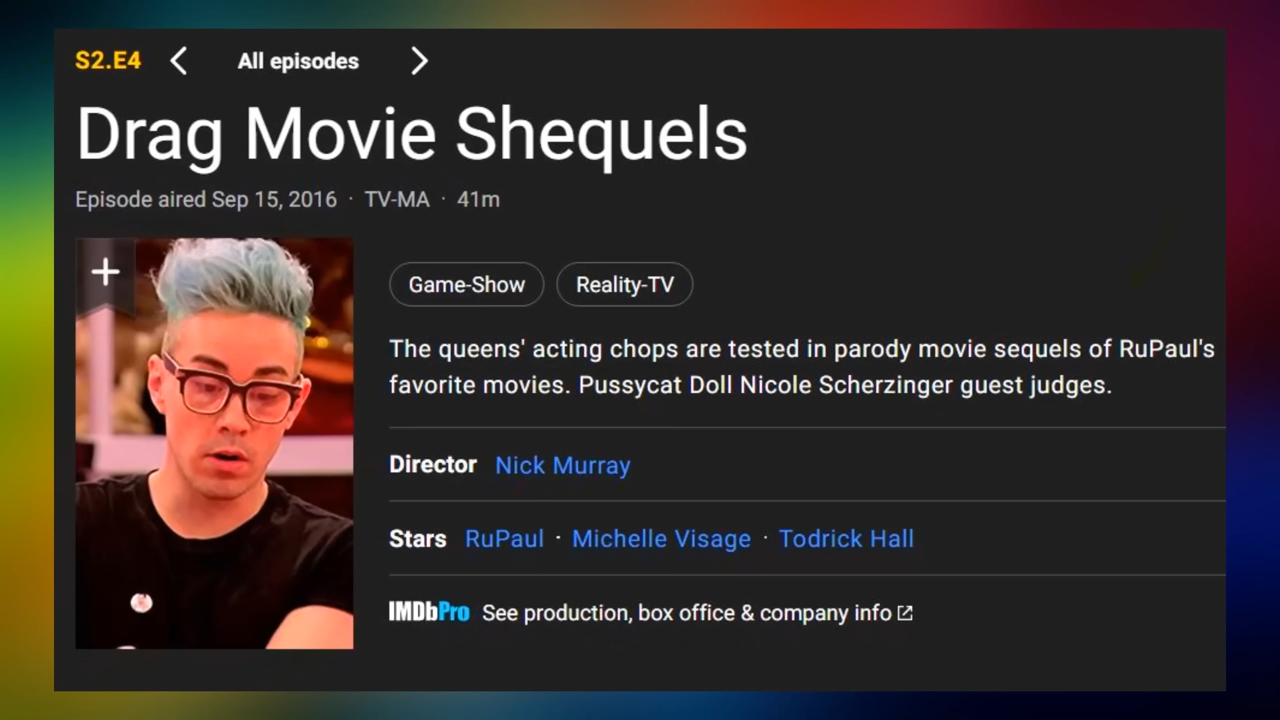 S2.E4 All episodes
Drag Movie Shequels
Episode aired Sep 15, 2016 · TV-MA · 41m
Game-Show Reality-TV
The queens' acting chops are tested in parody movie sequels of RuPaul's
favorite movies. Pussycat Doll Nicole Scherzinger guest judges.
Director Nick Murray
Stars RuPaul · Michelle Visage · Todrick Hall
IMDbPro See production, box office & company info